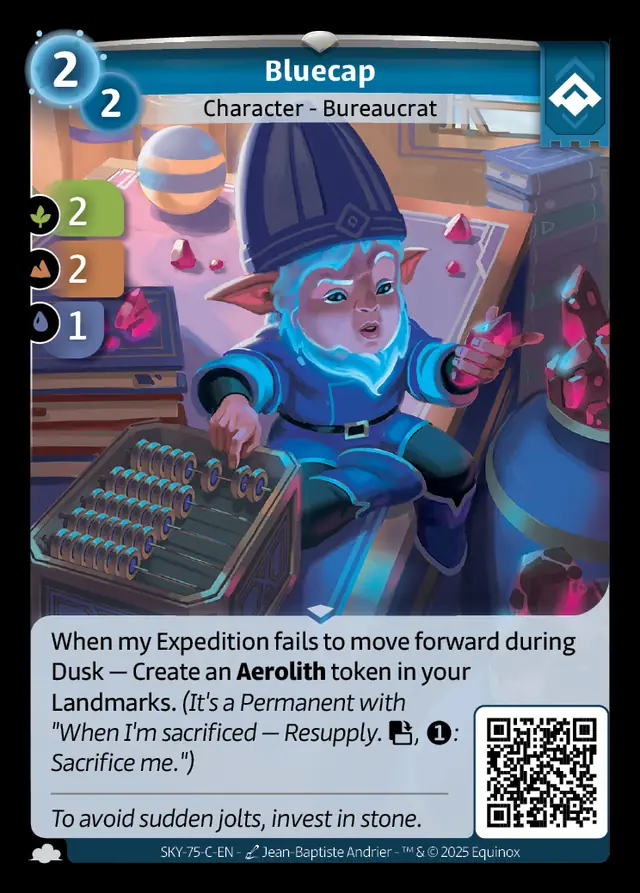 2
Bluecap
2
Character - Bureaucrat
2
2
1
When my Expedition fails to move forward during
Dusk — Create an Aerolith token in your
Landmarks. (It's a Permanent with
"When I'm sacrificed — Resupply. , 1:
Sacrifice me.")
To avoid sudden jolts, invest in stone.
SKY-75-C-EN - Jean-Baptiste Andrier - ™ & © 2025 Equinox